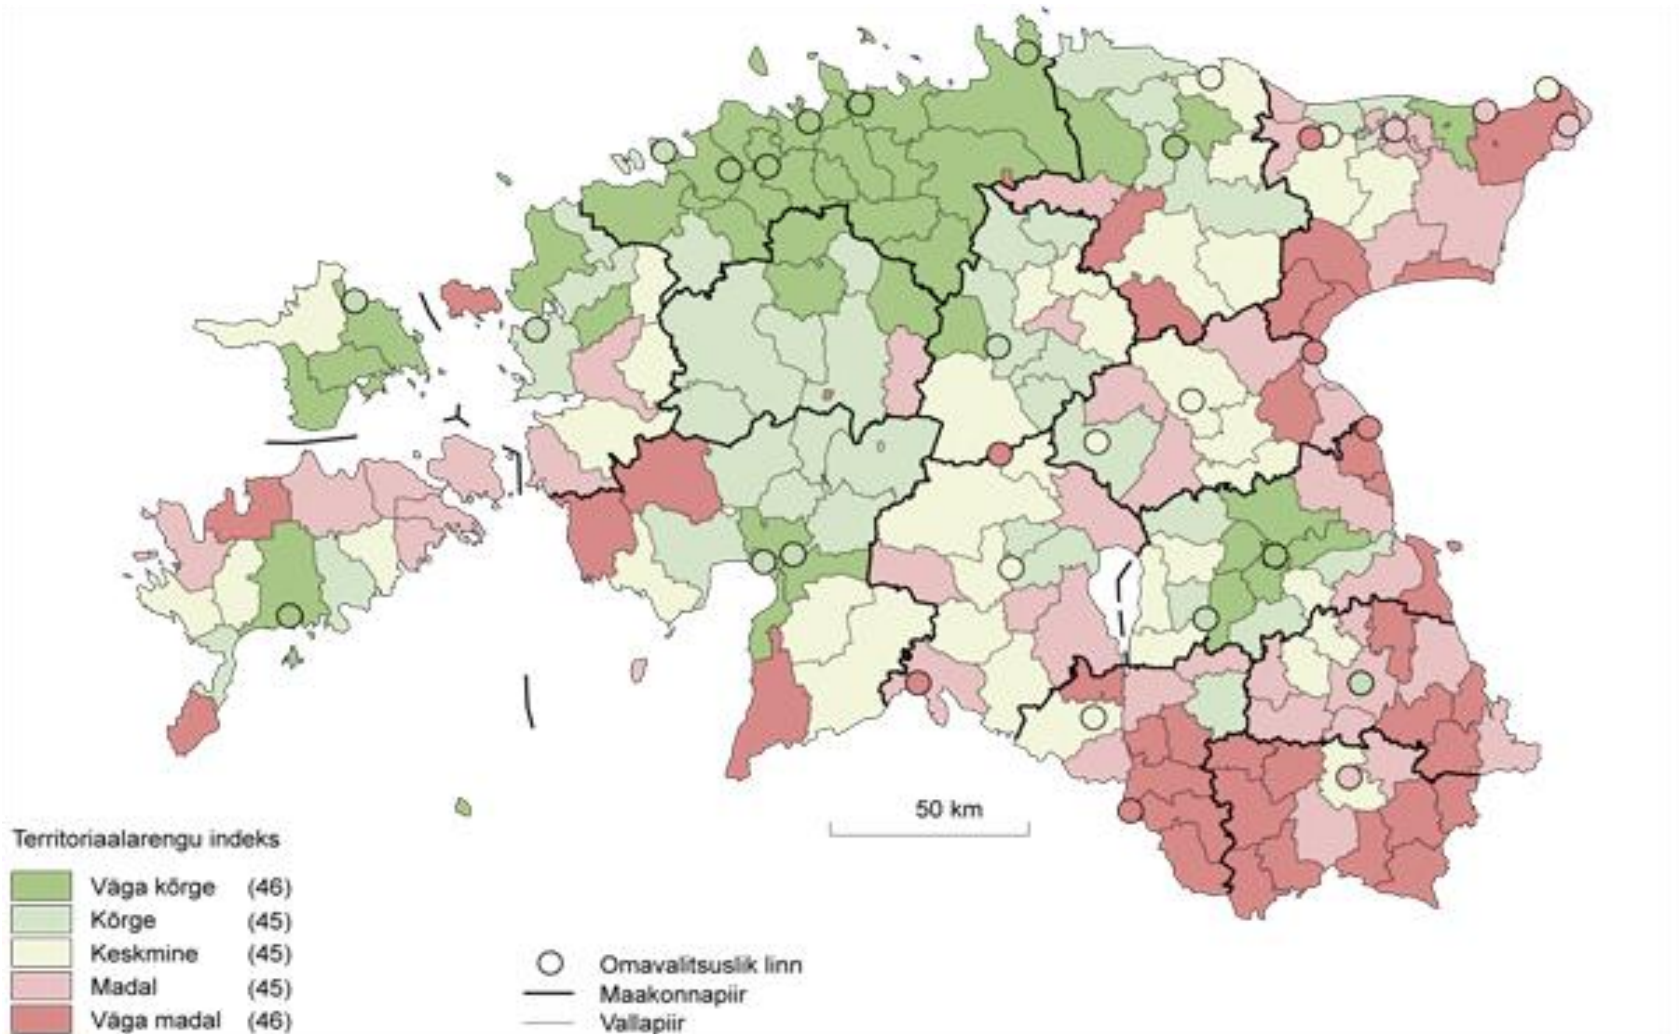 50 km
Territoriaalarengu indeks
Väga kõrge (46)
Kõrge (45)
Keskmine (45)
Madal (45)
Väga madal (46)
Omavalitsuslik linn
Maakonnapiir
Vallapiir